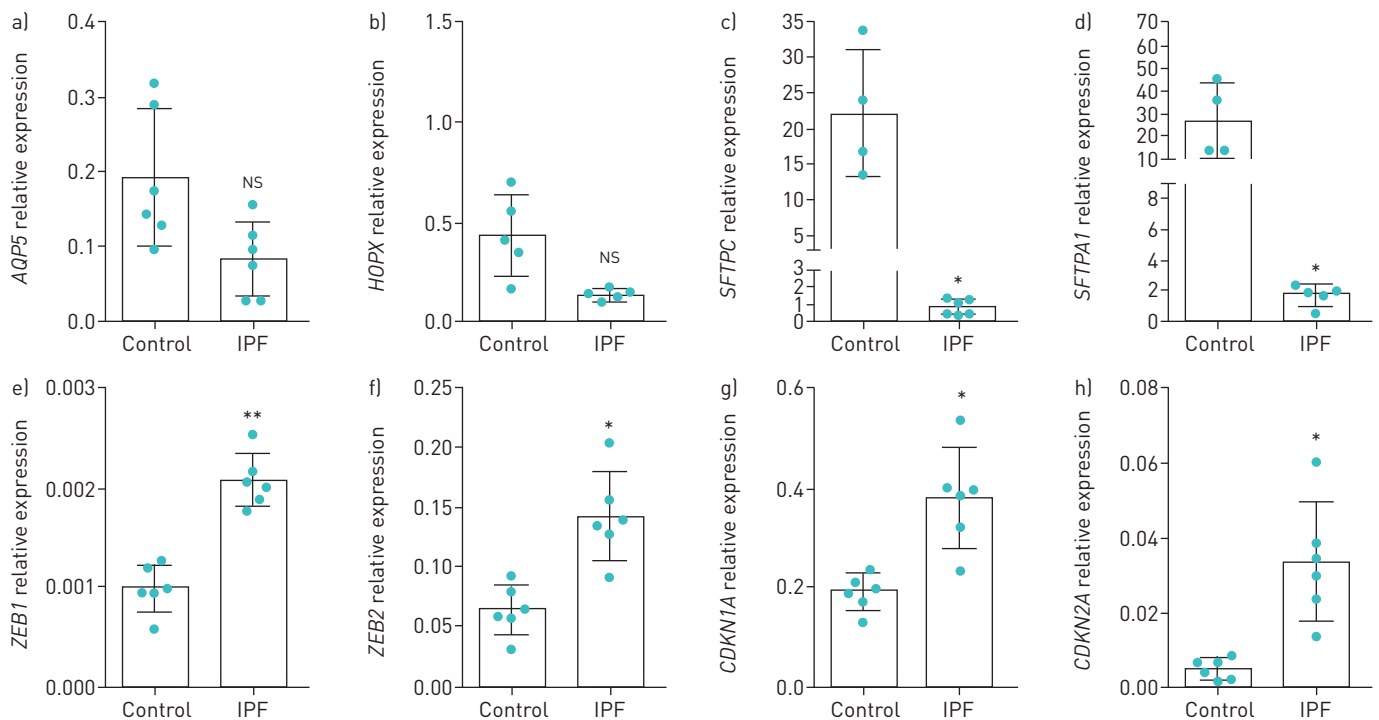 a)
AQP5 relative expression
0.4
0.3
0.2
0.1
0.0
NS
Control IPF
b)
HOPX relative expression
1.5
1.0
0.5
0.0
NS
Control IPF
c)
SFTPC relative expression
35
30
25
20
15
10
5
3
2
1
0
*
Control IPF
d)
SFTPA1 relative expression
70
60
50
40
30
20
10
8
6
4
2
0
*
Control IPF
e)
ZEB1 relative expression
0.003
0.002
0.001
0.000
**
Control IPF
f)
ZEB2 relative expression
0.25
0.20
0.15
0.10
0.05
0.00
*
Control IPF
g)
CDKN1A relative expression
0.6
0.4
0.2
0.0
*
Control IPF
h)
CDKN2A relative expression
0.08
0.06
0.04
0.02
0.00
*
Control IPF